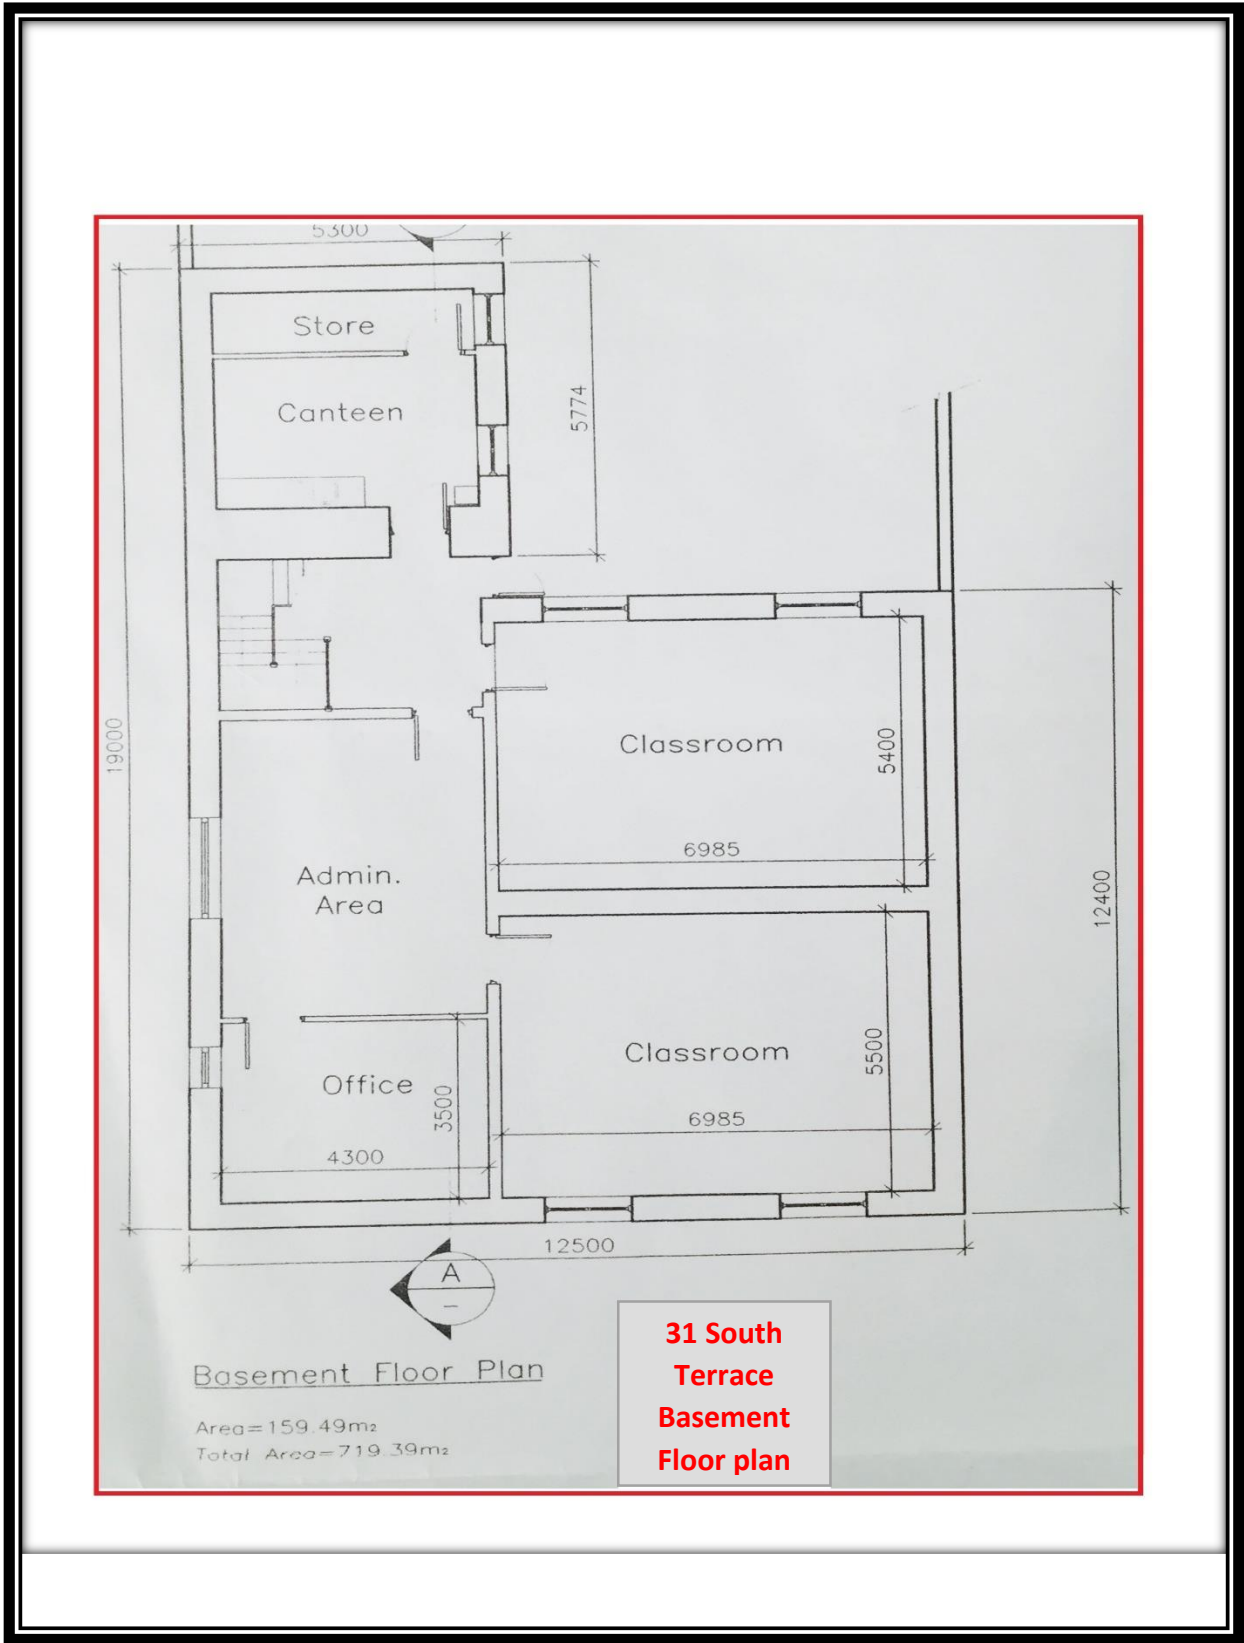 5300
Store
Canteen
5774
19000
Classroom
5400
6985
Admin.
Area
12400
Classroom
5500
6985
Office
3500
4300
12500
A
–
Basement Floor Plan
Area=159.49m2
Total Area=719.39m2
31 South
Terrace
Basement
Floor plan